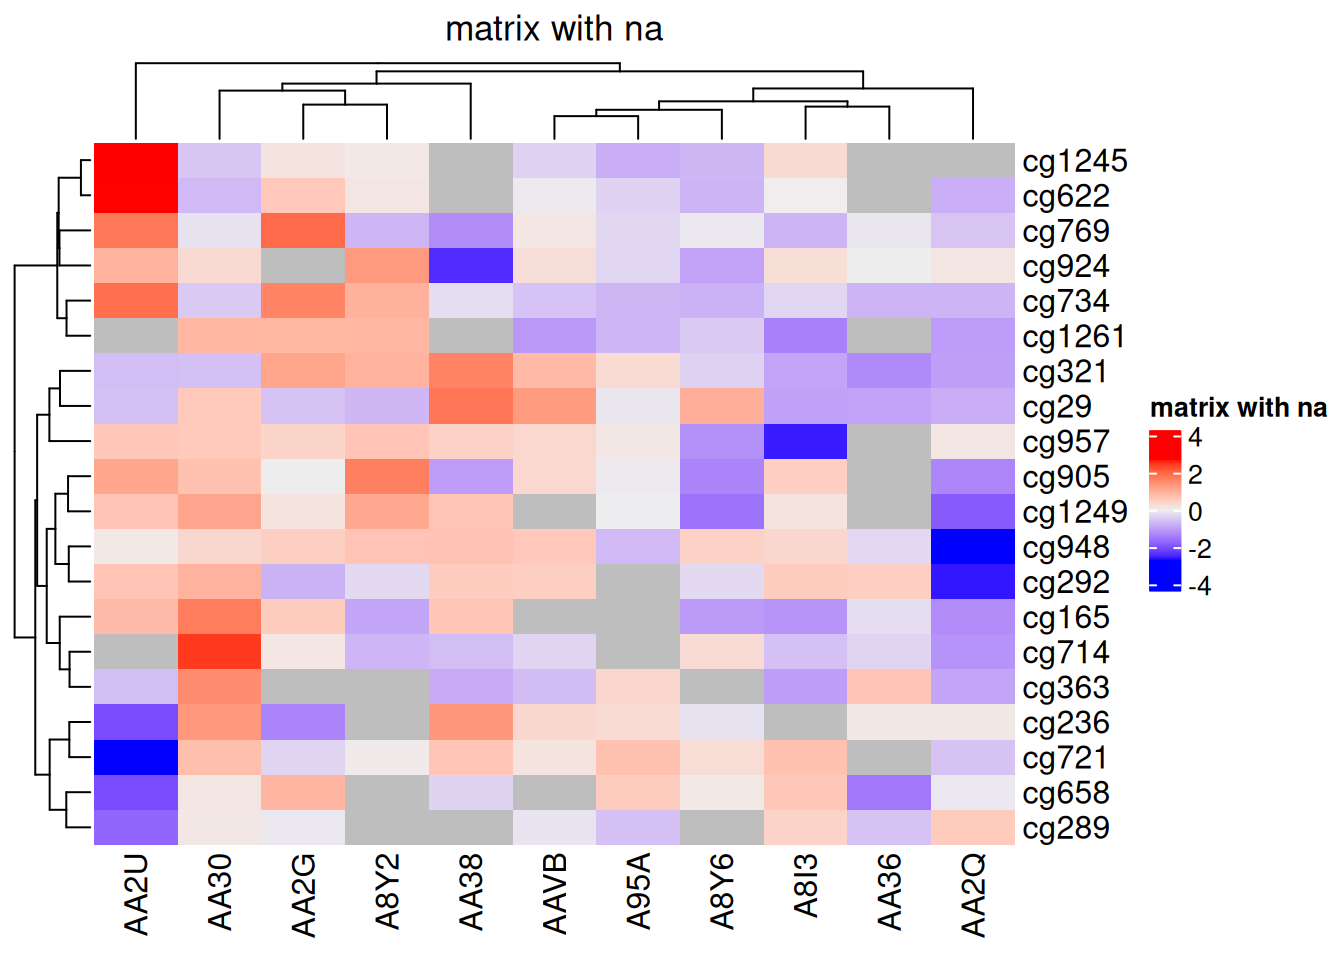 matrix with na
cg1245
cg622
cg769
cg924
cg734
cg1261
cg321
cg29
cg957
cg905
cg1249
cg948
cg292
cg165
cg714
cg363
cg236
cg721
cg658
cg289
AA2U
AA30
AA2G
A8Y2
AA38
AAVB
A95A
A8Y6
A8I3
AA36
AA2Q
matrix with na
4
2
0
-2
-4